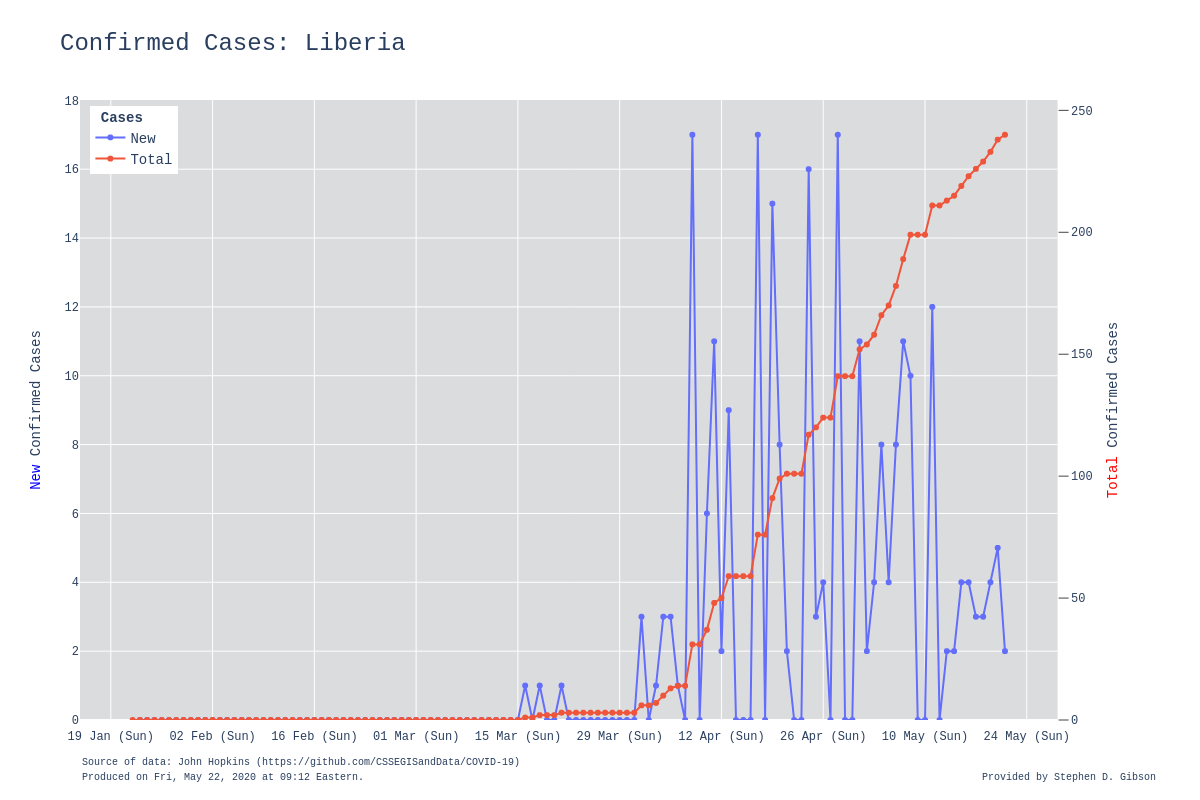 Confirmed Cases: Liberia
Cases
New
Total
18
16
14
12
10
8
6
4
2
0
250
200
150
100
50
0
New Confirmed Cases
Total Confirmed Cases
19 Jan (Sun) 02 Feb (Sun) 16 Feb (Sun) 01 Mar (Sun) 15 Mar (Sun) 29 Mar (Sun) 12 Apr (Sun) 26 Apr (Sun) 10 May (Sun) 24 May (Sun)
Source of data: John Hopkins (https://github.com/CSSEGISandData/COVID-19)
Produced on Fri, May 22, 2020 at 09:12 Eastern.
Provided by Stephen D. Gibson